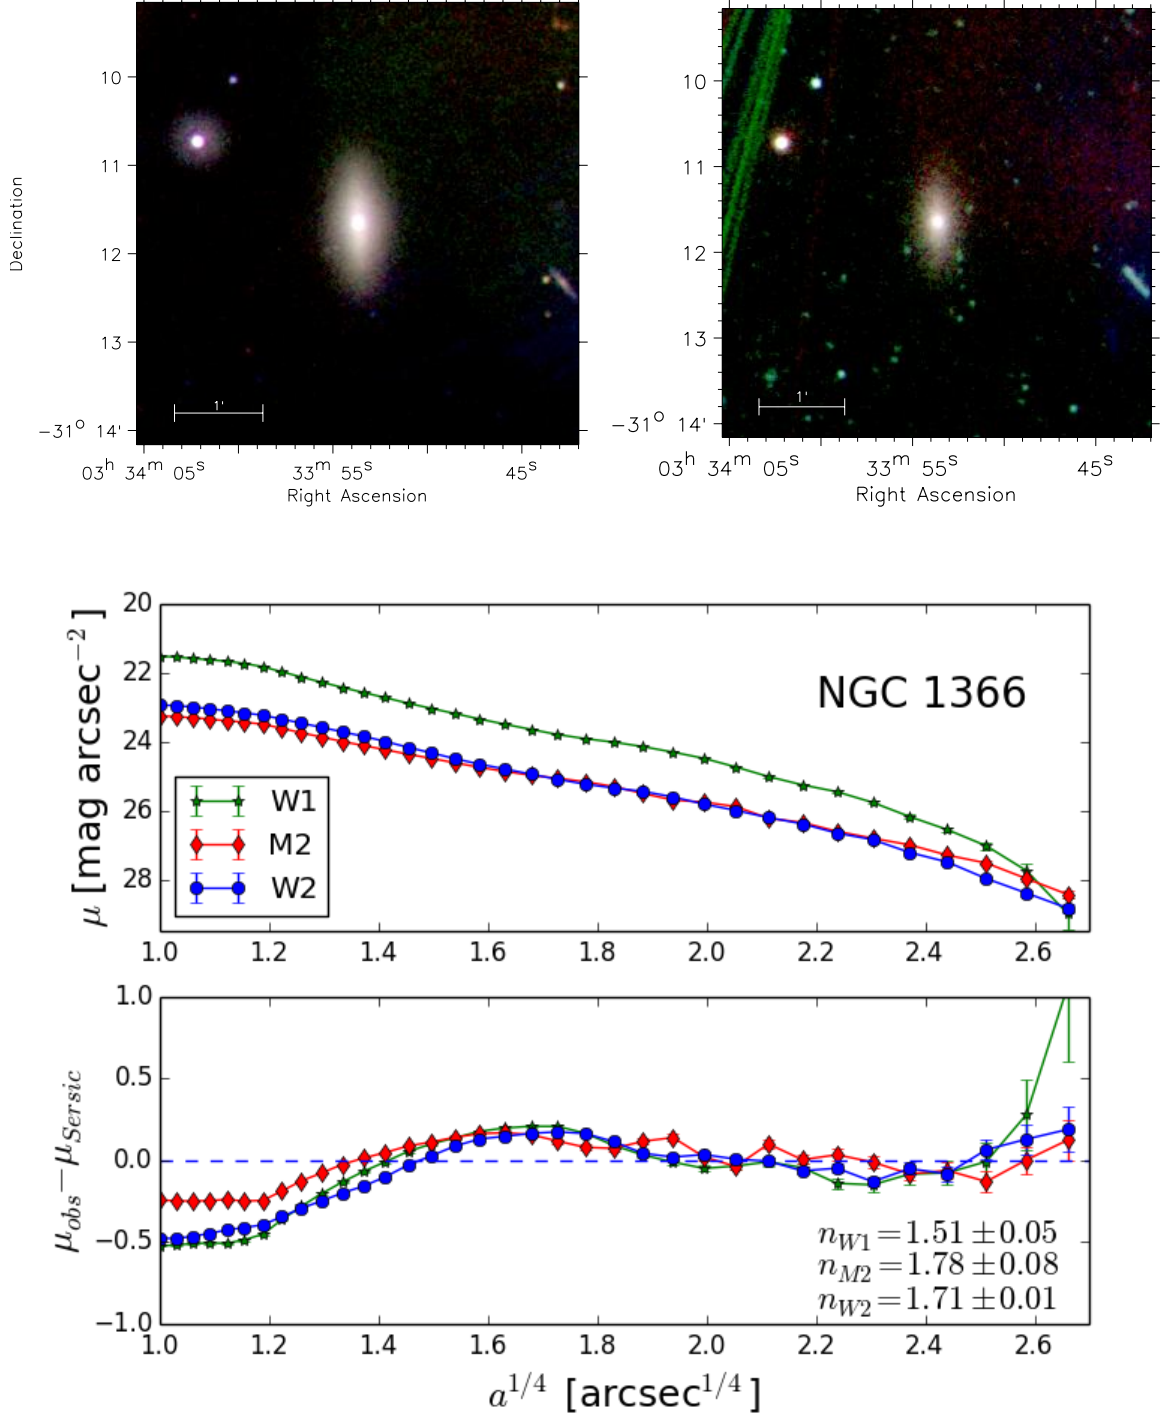 Declination
10
11
12
13
−31° 14'
1'
03ʰ 34ᵐ 05ˢ 33ᵐ 55ˢ 45ˢ
Right Ascension
10
11
12
13
−31° 14'
1'
03ʰ 34ᵐ 05ˢ 33ᵐ 55ˢ 45ˢ
Right Ascension
μ [mag arcsec⁻²]
20
22
24
26
28
NGC 1366
W1
M2
W2
1.0 1.2 1.4 1.6 1.8 2.0 2.2 2.4 2.6
μobs−μSersic
1.0
0.5
0.0
−0.5
−1.0
nW1=1.51±0.05
nM2=1.78±0.08
nW2=1.71±0.01
1.0 1.2 1.4 1.6 1.8 2.0 2.2 2.4 2.6
a^1/4 [arcsec^1/4]